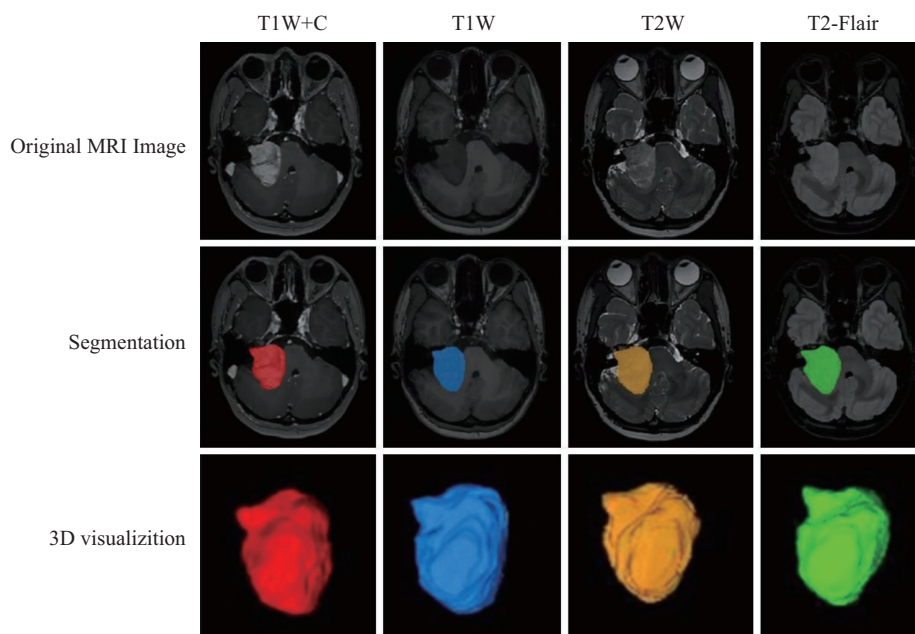 T1W+C T1W T2W T2-Flair
Original MRI Image
Segmentation
3D visualizition